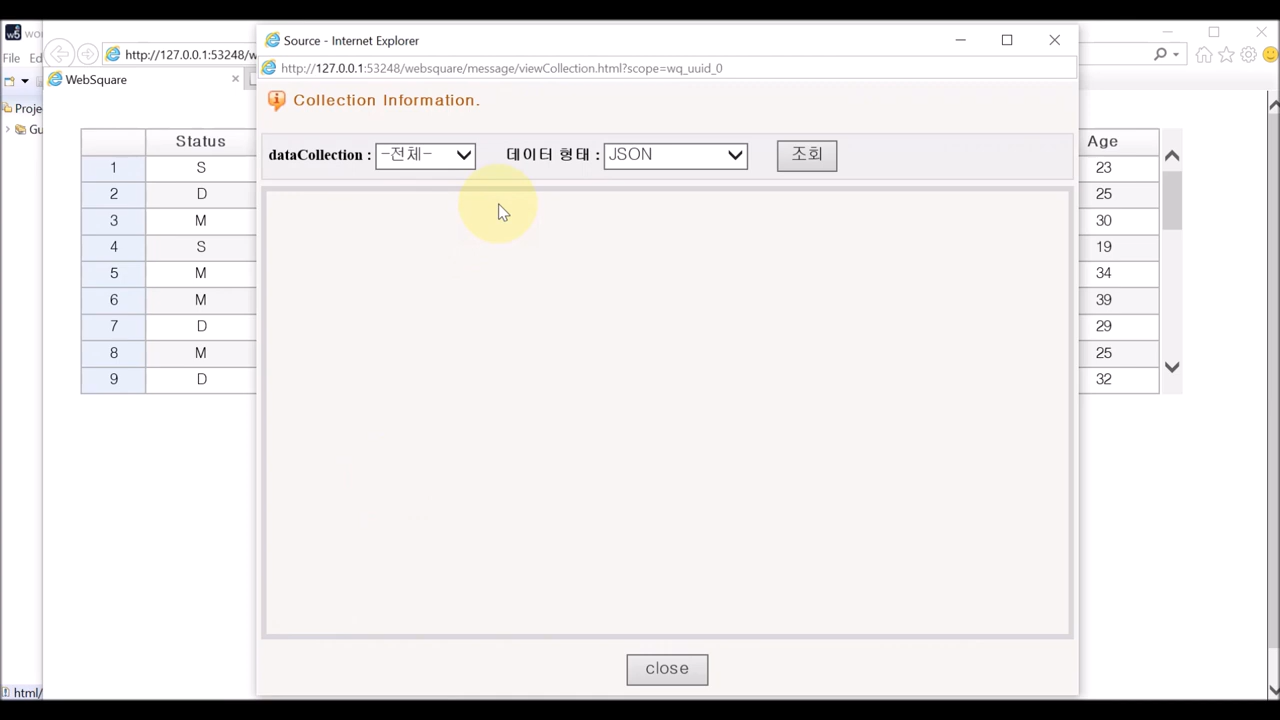 Source - Internet Explorer
http://127.0.0.1:53248/w
http://127.0.0.1:53248/websquare/message/viewCollection.html?scope=wq_uuid_0
File
WebSquare
Collection Information.
dataCollection : -전체- 데이터 형태 : JSON 조회
Status Age
1 S 23
2 D 25
3 M 30
4 S 19
5 M 34
6 M 39
7 D 29
8 M 25
9 D 32
close
html/